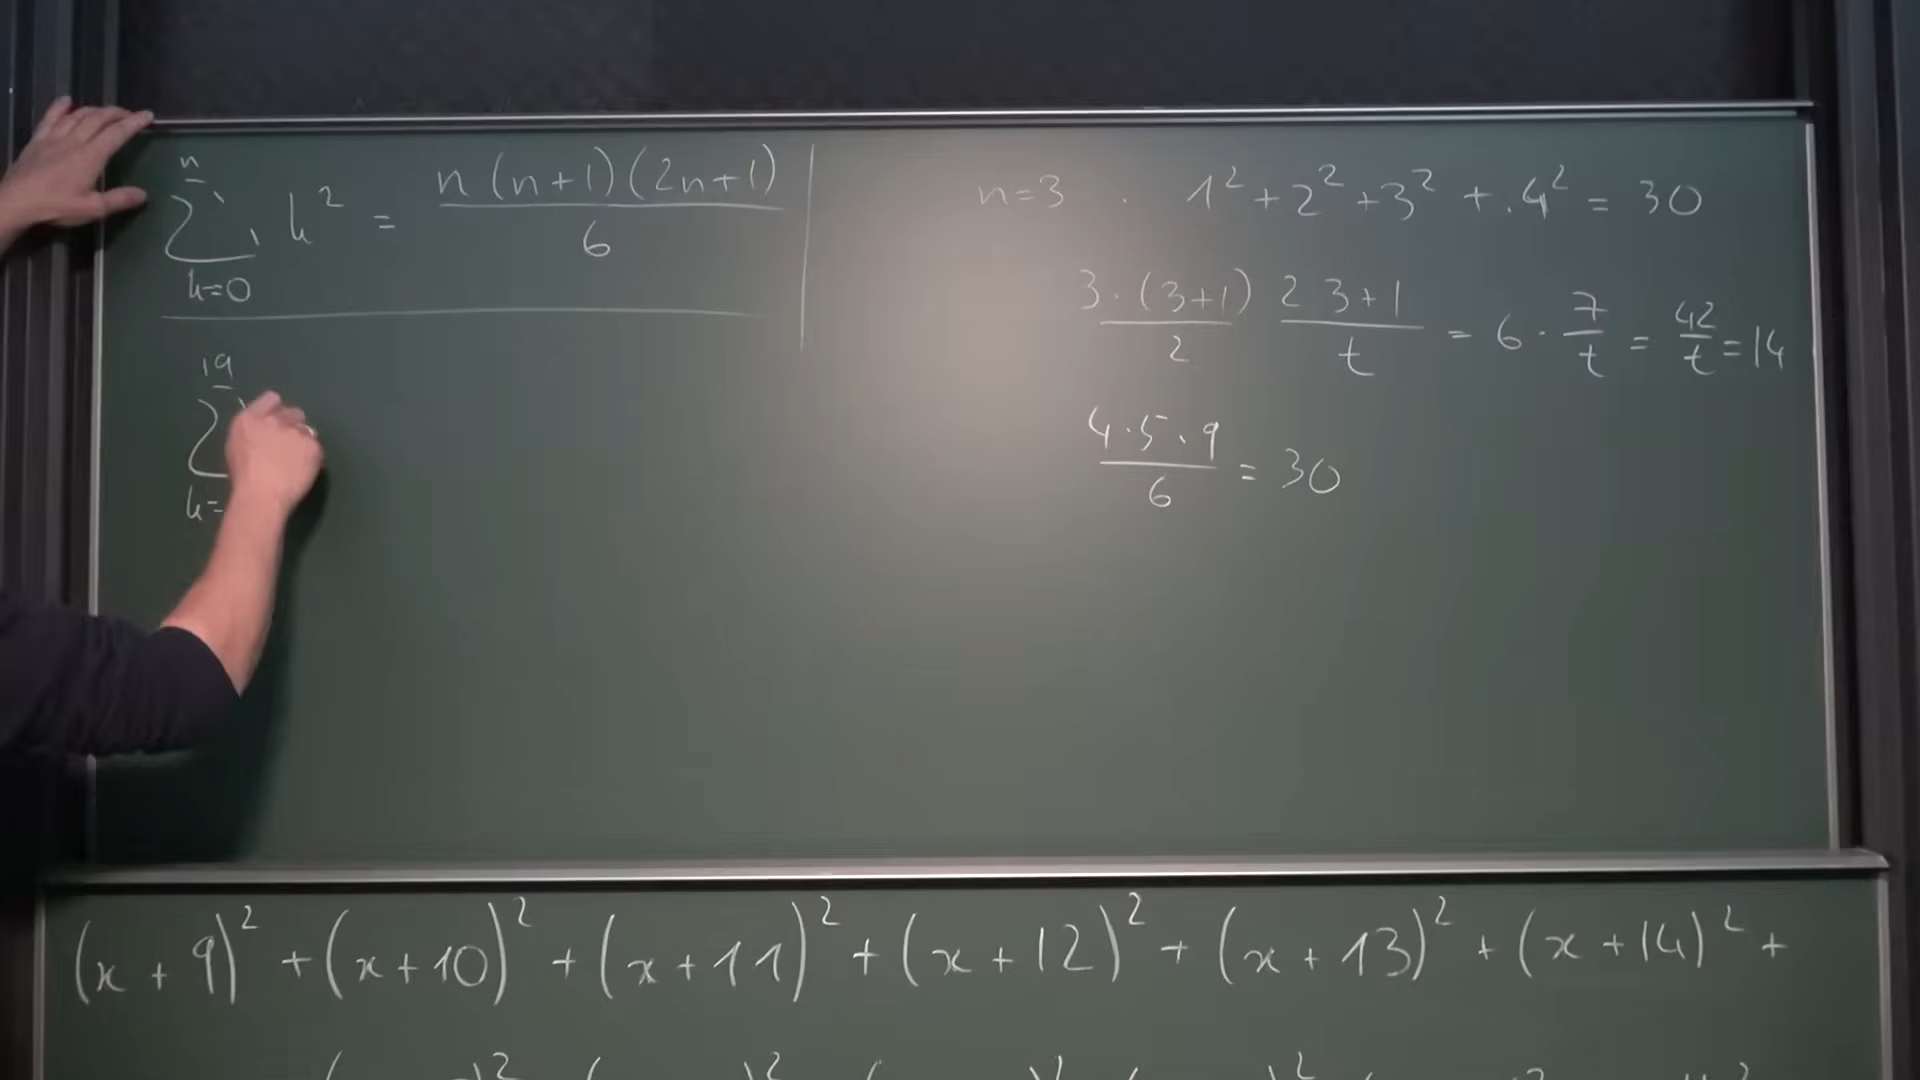 n
∑ k² = n(n+1)(2n+1) / 6
k=0
19
∑
k=
n=3 . 1² + 2² + 3² + .4² = 30
3·(3+1) / 2 2 3+1 / t = 6 · 7/t = 42/t = 14
4·5·9 / 6 = 30
(x+9)² + (x+10)² + (x+11)² + (x+12)² + (x+13)² + (x+14)² +